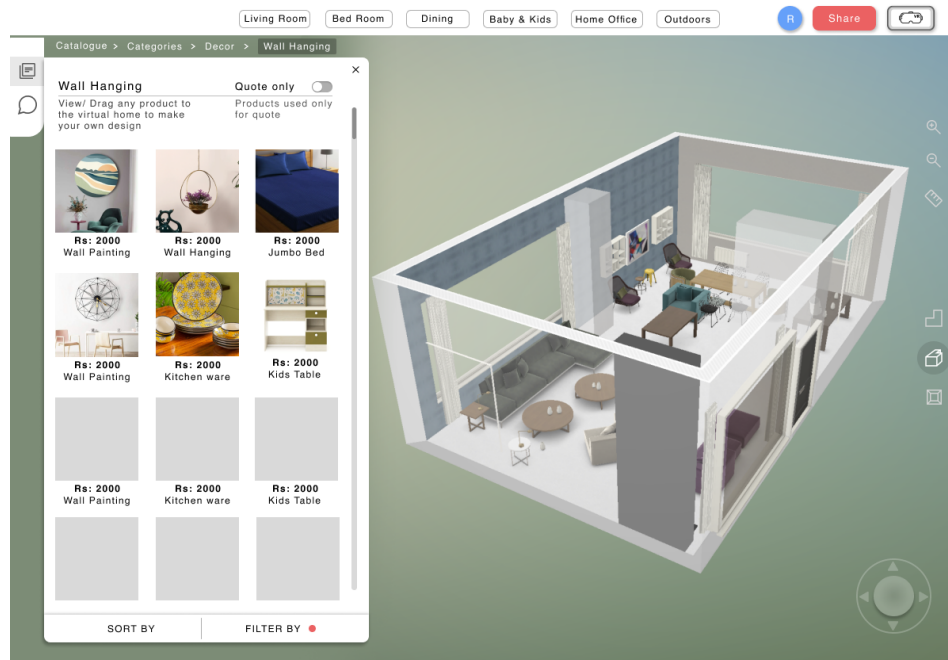 Living Room Bed Room Dining Baby & Kids Home Office Outdoors R Share
Catalogue > Categories > Decor > Wall Hanging
Wall Hanging Quote only
View/ Drag any product to
the virtual home to make
your own design
Products used only
for quote
Rs: 2000 Rs: 2000 Rs: 2000
Wall Painting Wall Hanging Jumbo Bed
Rs: 2000 Rs: 2000 Rs: 2000
Wall Painting Kitchen ware Kids Table
Rs: 2000 Rs: 2000 Rs: 2000
Wall Painting Kitchen ware Kids Table
SORT BY FILTER BY